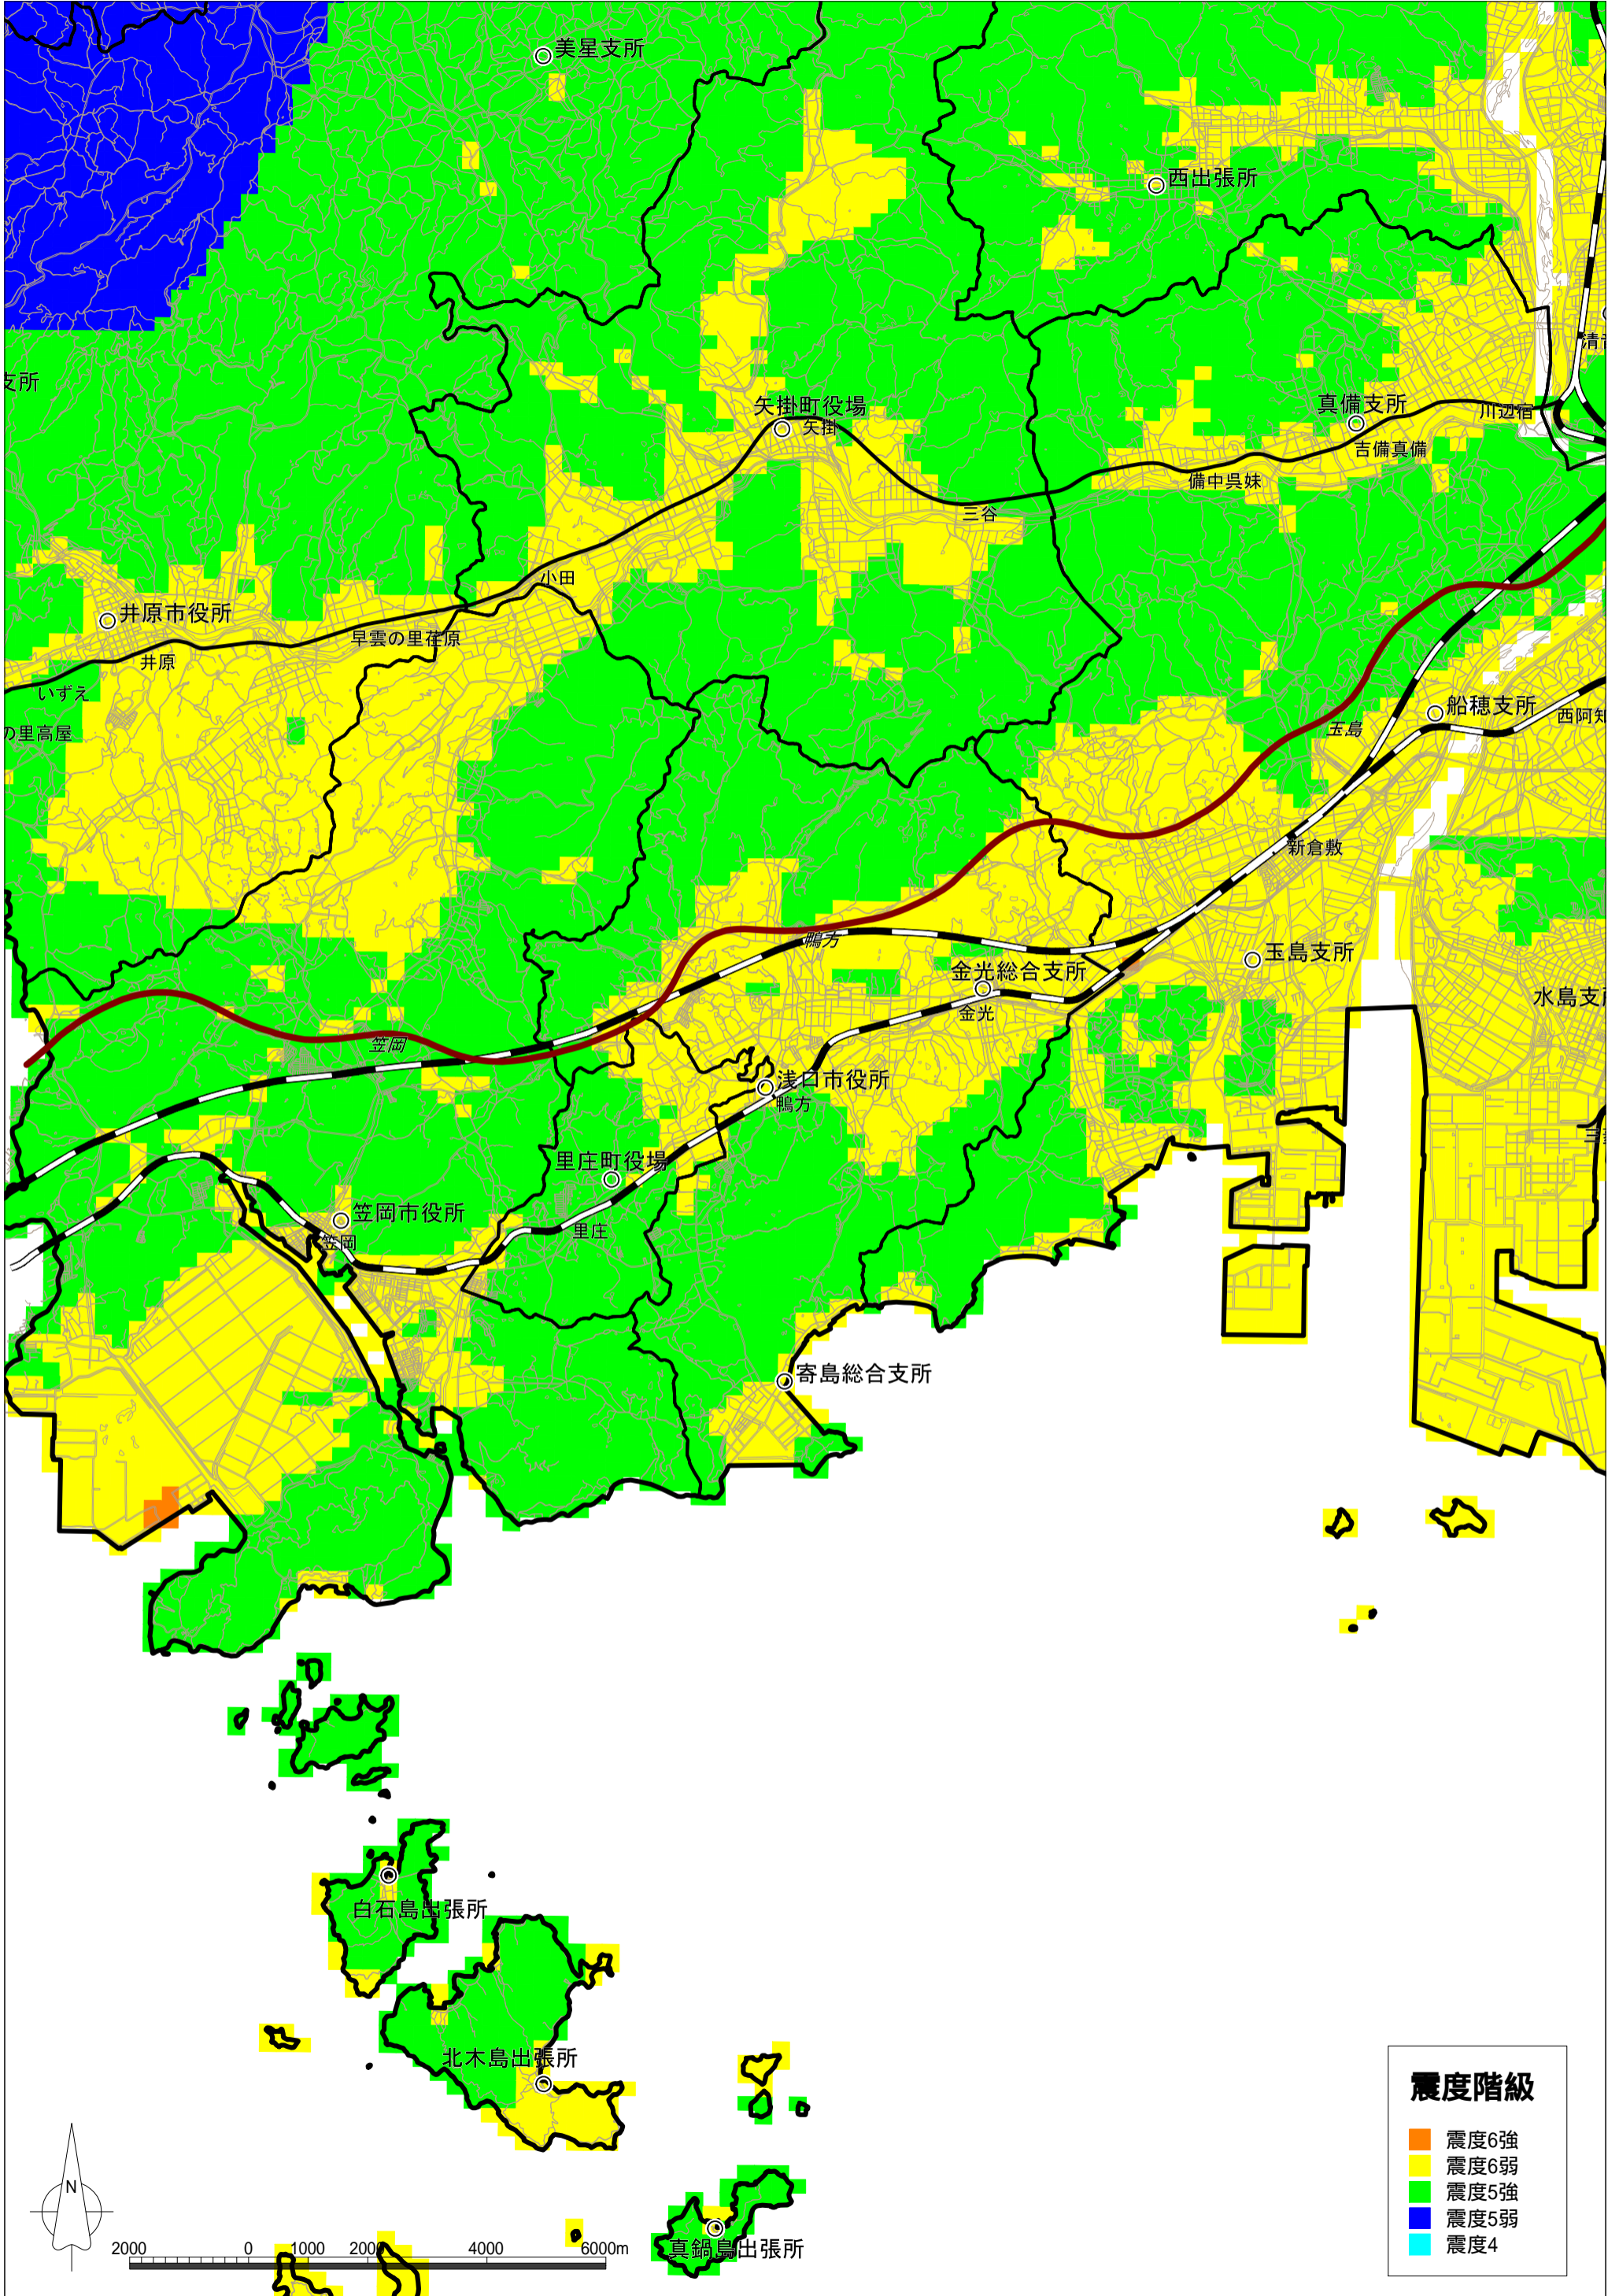 美星支所
西出張所
清音
支所
矢掛町役場
矢掛
真備支所
川辺宿
吉備真備
備中呉妹
三谷
小田
井原市役所
早雲の里荏原
井原
いずえ
の里高屋
船穂支所
西阿知
玉島
新倉敷
鴨方
玉島支所
金光総合支所
金光
水島支所
笠岡
浅口市役所
鴨方
里庄町役場
笠岡市役所
里庄
笠岡
寄島総合支所
白石島出張所
北木島出張所
真鍋島出張所
震度階級
震度6強
震度6弱
震度5強
震度5弱
震度4
N
2000 0 1000 2000 4000 6000m